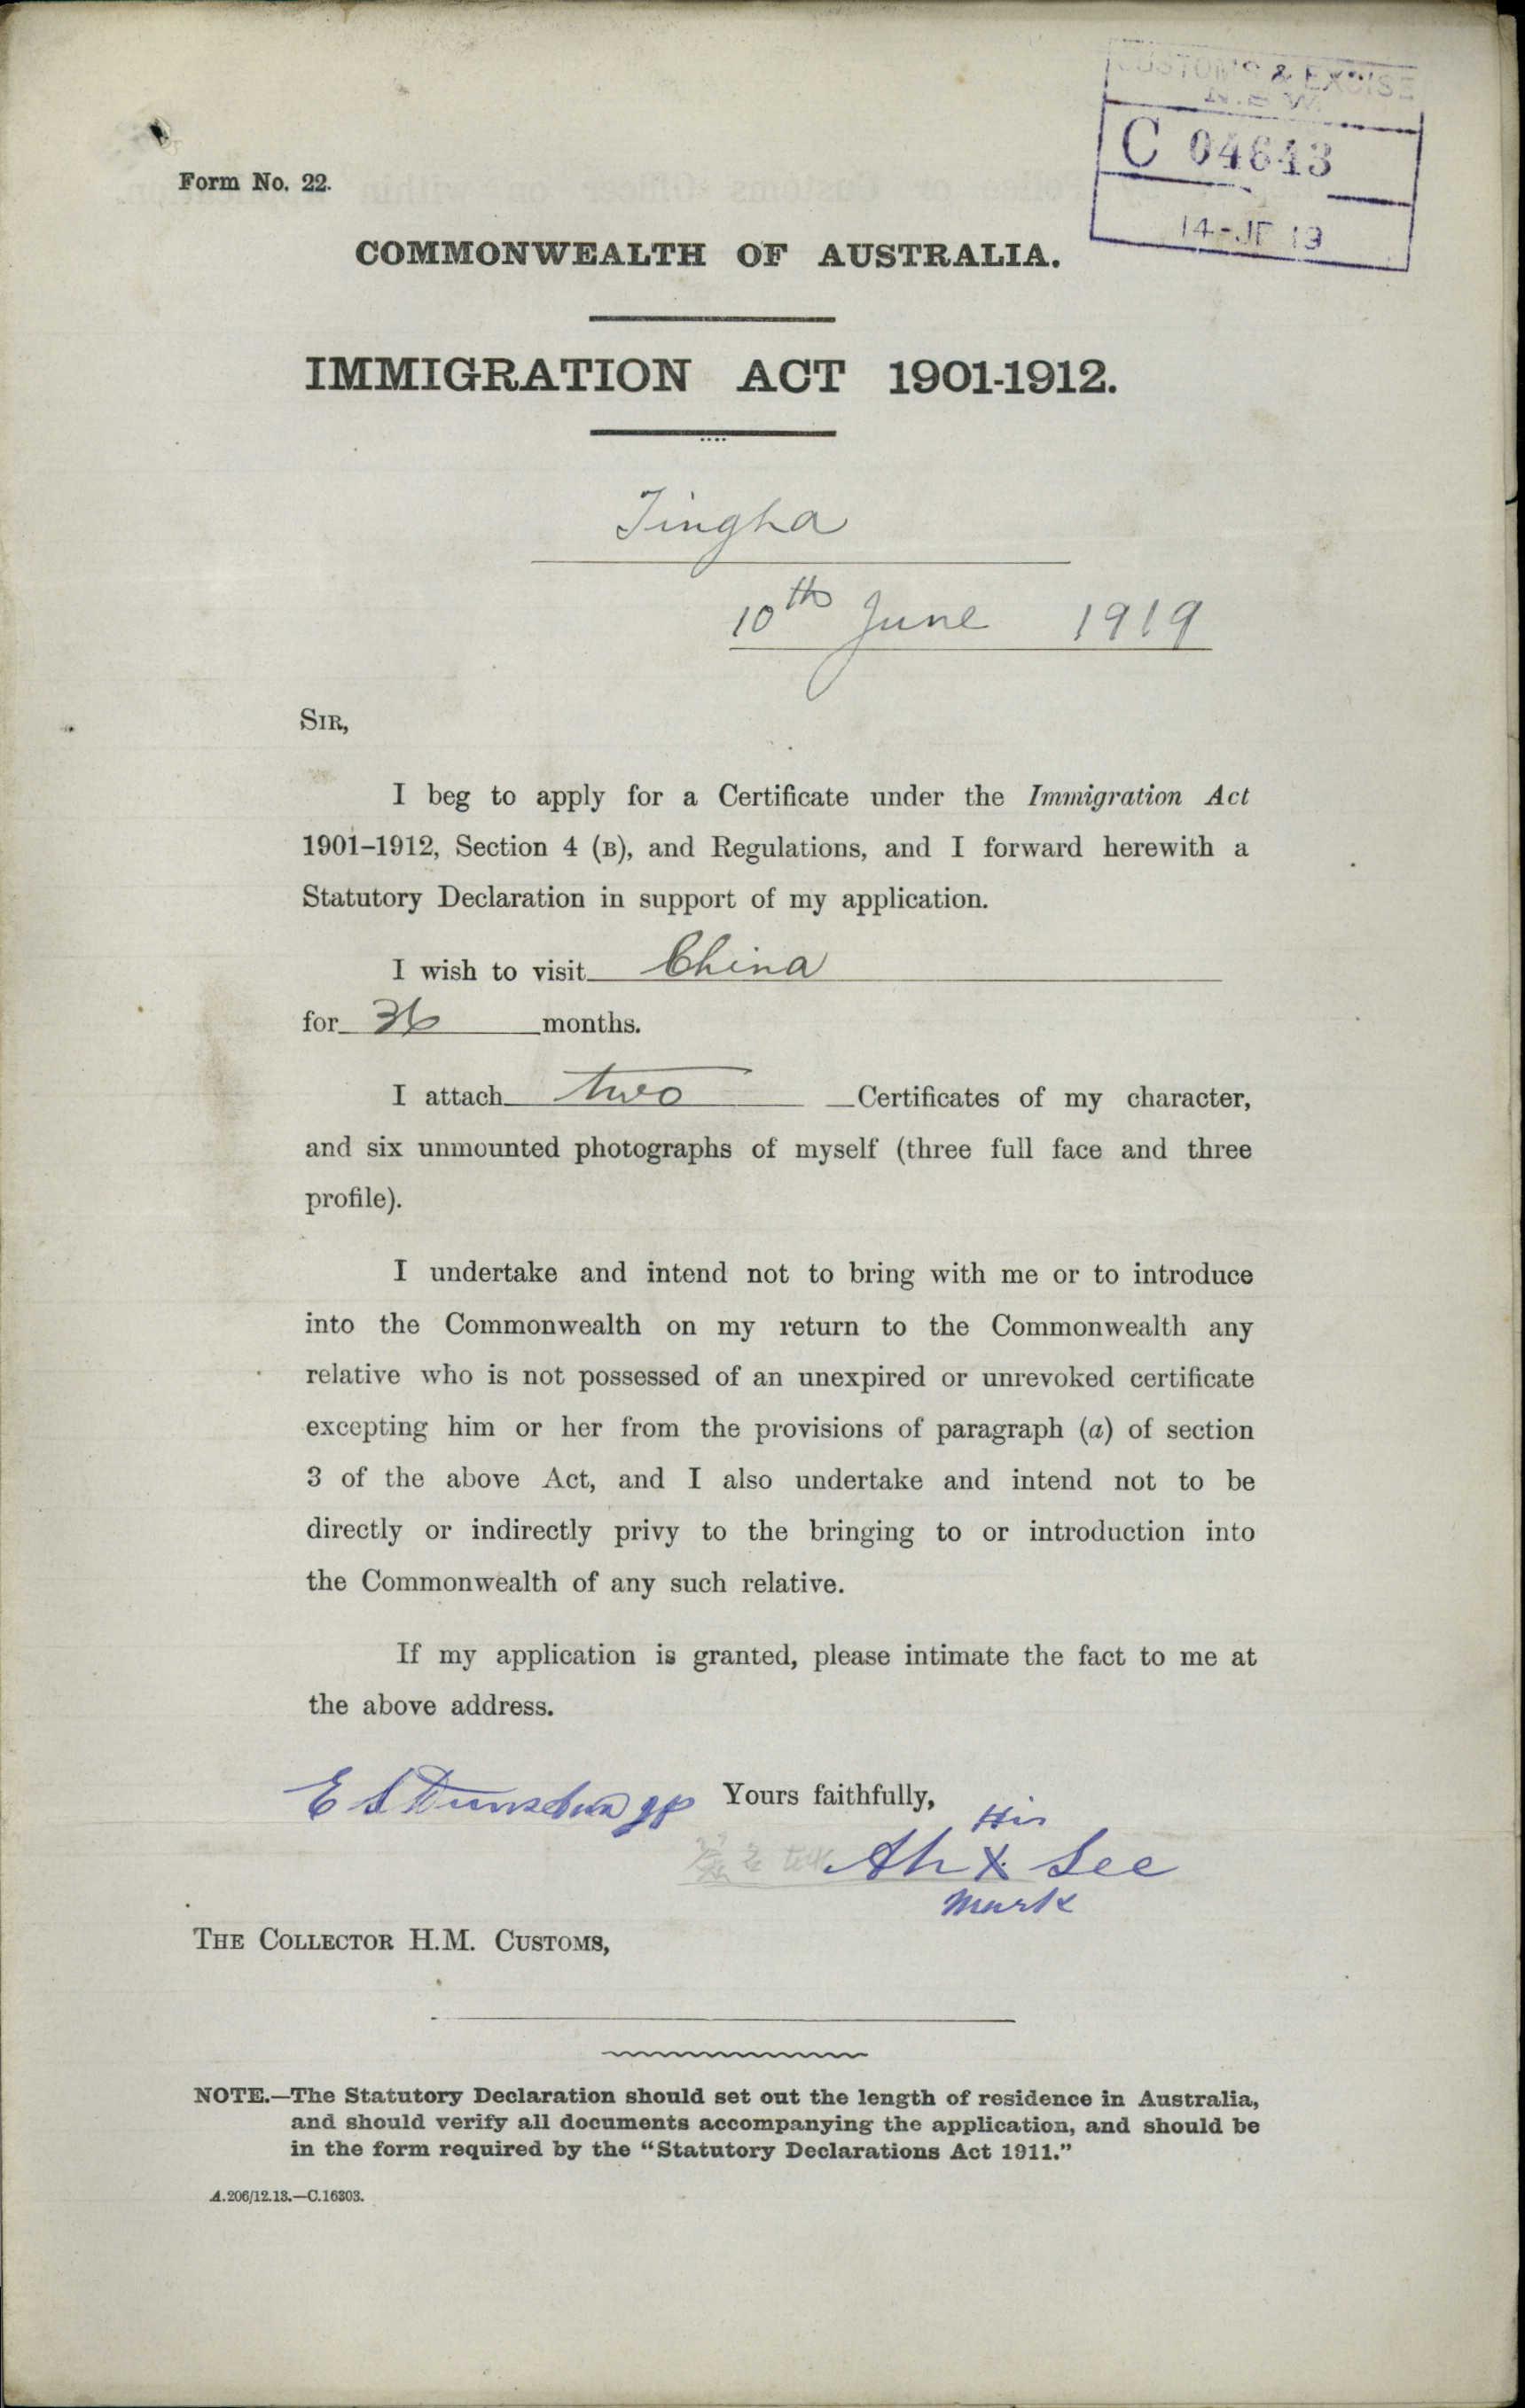 CUSTOMS & EXCISE
N.S.W.
C 04643
14-JE 19
Form No. 22.
COMMONWEALTH OF AUSTRALIA.
IMMIGRATION ACT 1901-1912.
Tingha
10th June 1919
SIR,
I beg to apply for a Certificate under the Immigration Act
1901–1912, Section 4 (B), and Regulations, and I forward herewith a
Statutory Declaration in support of my application.
I wish to visit China
for 36 months.
I attach two Certificates of my character,
and six unmounted photographs of myself (three full face and three
profile).
I undertake and intend not to bring with me or to introduce
into the Commonwealth on my return to the Commonwealth any
relative who is not possessed of an unexpired or unrevoked certificate
excepting him or her from the provisions of paragraph (a) of section
3 of the above Act, and I also undertake and intend not to be
directly or indirectly privy to the bringing to or introduction into
the Commonwealth of any such relative.
If my application is granted, please intimate the fact to me at
the above address.
Yours faithfully,
E S JP
His
Ah X See
mark
THE COLLECTOR H.M. CUSTOMS,
NOTE.—The Statutory Declaration should set out the length of residence in Australia,
and should verify all documents accompanying the application, and should be
in the form required by the "Statutory Declarations Act 1911."
A.206/12.13.—C.16303.